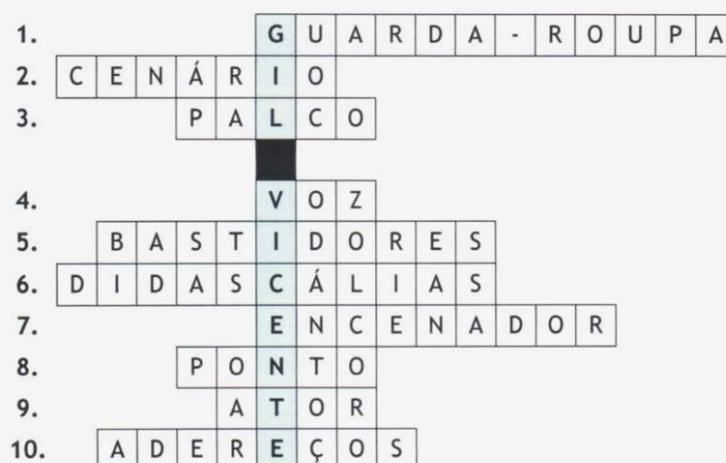 1. GUARDA-ROUPA
2. CENÁRIO
3. PALCO
4. VOZ
5. BASTIDORES
6. DIDASCÁLIAS
7. ENCENADOR
8. PONTO
9. ATOR
10. ADEREÇOS